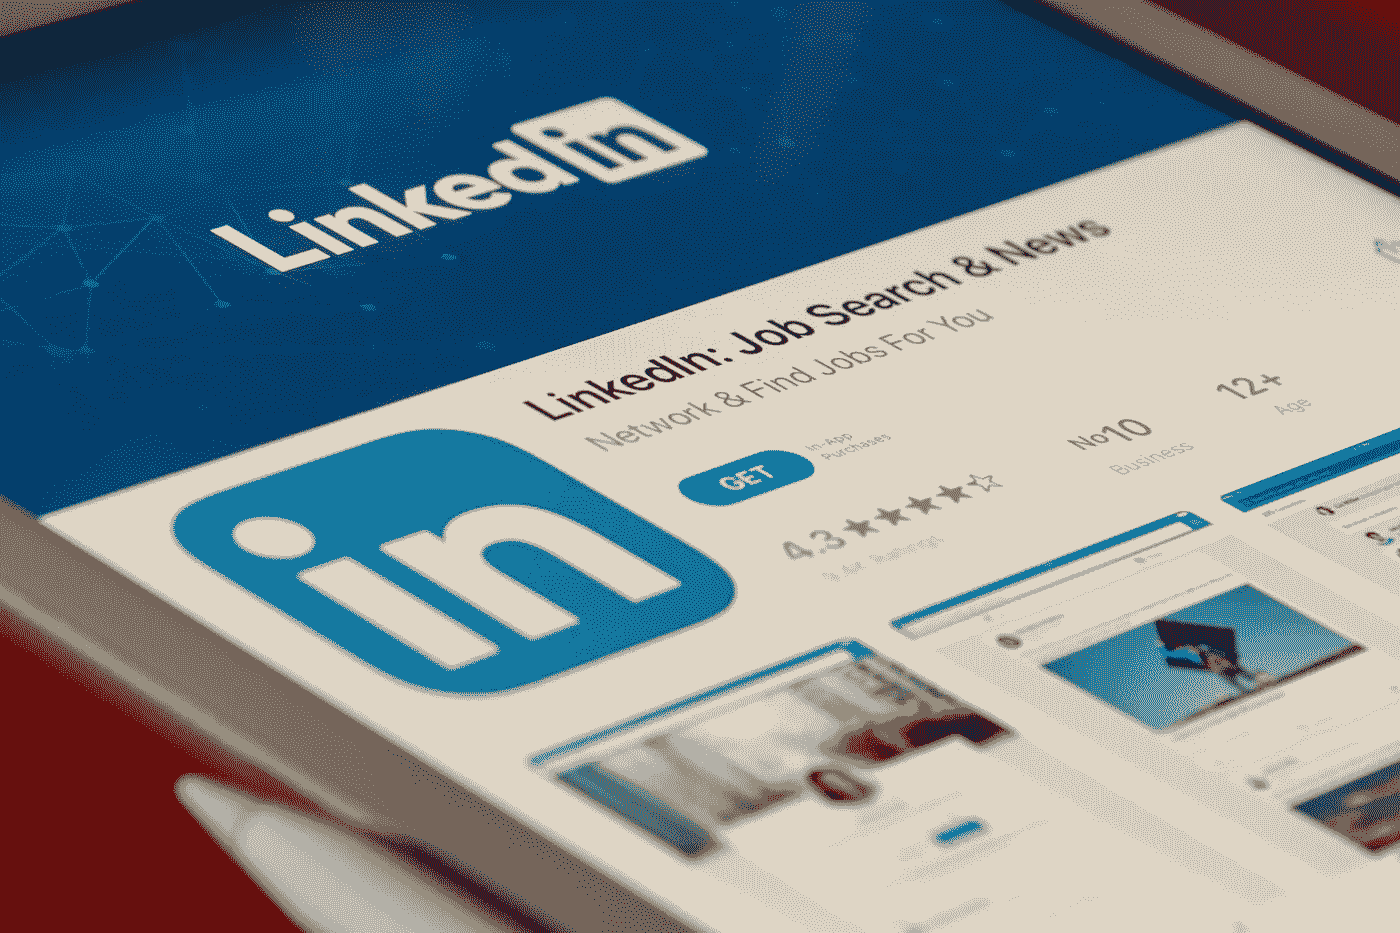 Linkedin
LinkedIn: Job Search & News
Network & Find Jobs For You
GET
In-App
Purchases
4.3★★★★☆
No10
Business
12+
Age
in